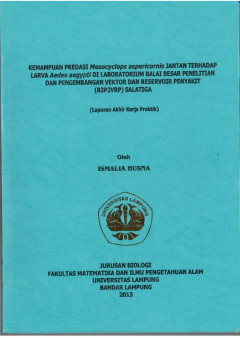 KEMAMPUAN PREDASI Mesocyclops aspericornis JANTAN TERHADAP
LARVA Aedes aegypti DI LABORATORIUM BALAI BESAR PENELITIAN
DAN PENGEMBANGAN VEKTOR DAN RESERVOIR PENYAKIT
(B2P2VRP) SALATIGA
(Laporan Akhir Kerja Praktik)
Oleh
ISMALIA HUSNA
UNIVERSITAS LAMPUNG
JURUSAN BIOLOGI
FAKULTAS MATEMATIKA DAN ILMU PENGETAHUAN ALAM
UNIVERSITAS LAMPUNG
BANDAR LAMPUNG
2013